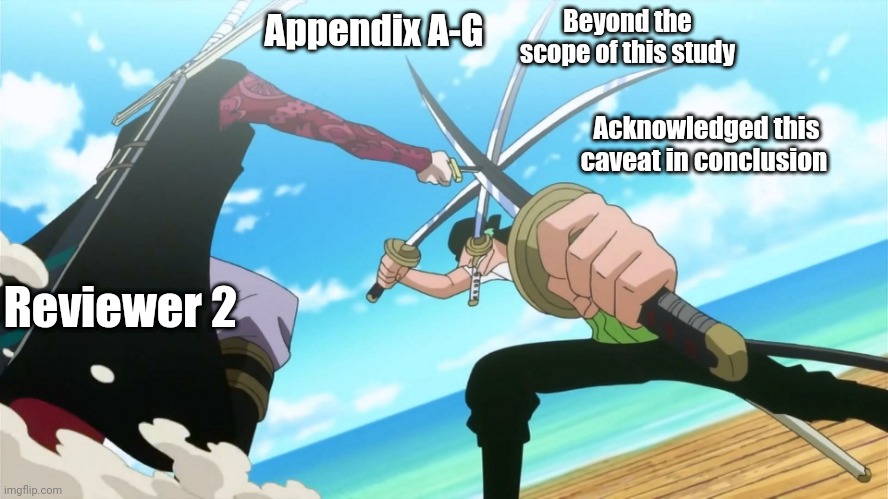 Appendix A-G
Beyond the
scope of this study
Acknowledged this
caveat in conclusion
Reviewer 2
imgflip.com